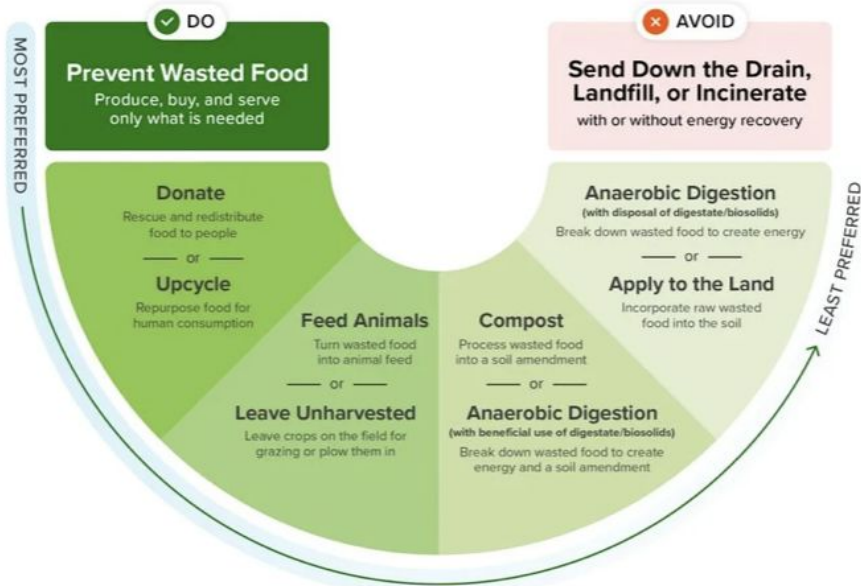 DO
AVOID
MOST PREFERRED
Prevent Wasted Food
Produce, buy, and serve
only what is needed
Send Down the Drain,
Landfill, or Incinerate
with or without energy recovery
Donate
Rescue and redistribute
food to people
or
Upcycle
Repurpose food for
human consumption
Feed Animals
Turn wasted food
into animal feed
or
Leave Unharvested
Leave crops on the field for
grazing or plow them in
Compost
Process wasted food
into a soil amendment
or
Anaerobic Digestion
(with beneficial use of digestate/biosolids)
Break down wasted food to create
energy and a soil amendment
Anaerobic Digestion
(with disposal of digestate/biosolids)
Break down wasted food to create energy
or
Apply to the Land
Incorporate raw wasted
food into the soil
LEAST PREFERRED